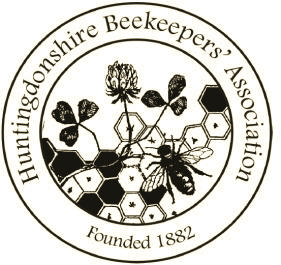 Huntingdonshire Beekeepers' Association
Founded 1882